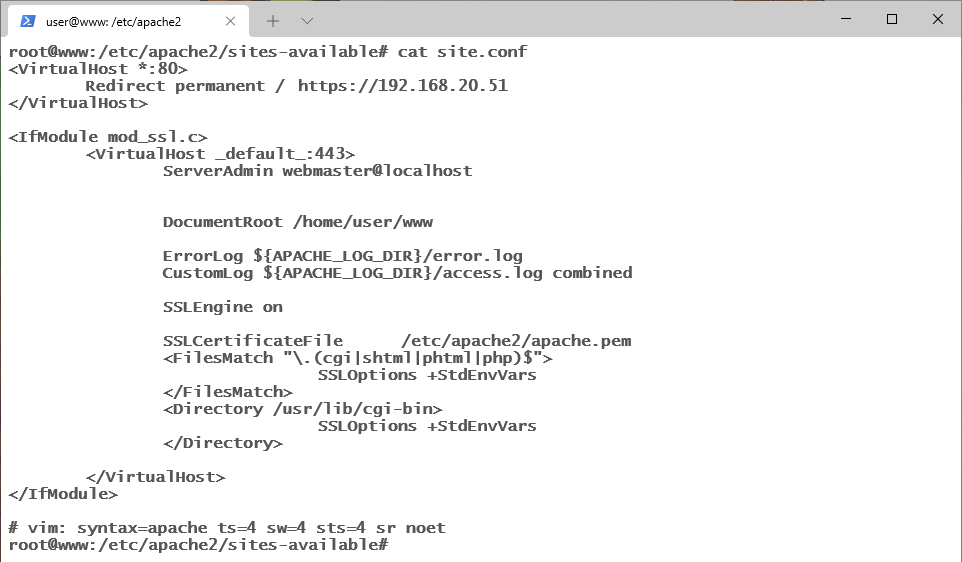 user@www: /etc/apache2
root@www:/etc/apache2/sites-available# cat site.conf
<VirtualHost *:80>
        Redirect permanent / https://192.168.20.51
</VirtualHost>
<IfModule mod_ssl.c>
        <VirtualHost _default_:443>
                ServerAdmin webmaster@localhost
                DocumentRoot /home/user/www
                ErrorLog ${APACHE_LOG_DIR}/error.log
                CustomLog ${APACHE_LOG_DIR}/access.log combined
                SSLEngine on
                SSLCertificateFile      /etc/apache2/apache.pem
                <FilesMatch "\.(cgi|shtml|phtml|php)$">
                                SSLOptions +StdEnvVars
                </FilesMatch>
                <Directory /usr/lib/cgi-bin>
                                SSLOptions +StdEnvVars
                </Directory>
        </VirtualHost>
</IfModule>
# vim: syntax=apache ts=4 sw=4 sts=4 sr noet
root@www:/etc/apache2/sites-available#